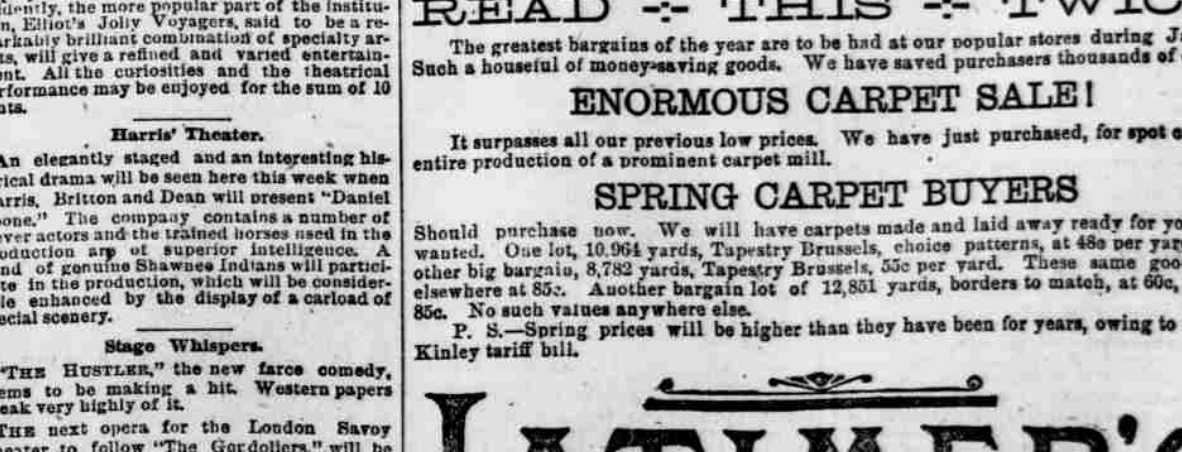 the more popular part of the institu-
n, Elliot's Jolly Voyagers, said to be a re-
arkably brilliant combination of specialty ar-
ts, will give a refined and varied entertain-
ent. All the curiosities and the theatrical
rformance may be enjoyed for the sum of 10
nts.
Harris' Theater.
An elegantly staged and an interesting his-
rical drama will be seen here this week when
arris, Britton and Dean will present "Daniel
oone." The company contains a number of
ever actors and the trained horses used in the
oduction are of superior intelligence. A
nd of genuine Shawnee Indians will partici-
te in the production, which will be consider-
le enhanced by the display of a carload of
ecial scenery.
Stage Whispers.
"THE HUSTLER," the new farce comedy,
ems to be making a hit. Western papers
eak very highly of it.
THE next opera for the London Savoy
eater to follow "The Gondoliers," will be
READ THIS TWIC
The greatest bargains of the year are to be had at our popular stores during J
Such a houseful of money-saving goods. We have saved purchasers thousands of
ENORMOUS CARPET SALE!
It surpasses all our previous low prices. We have just purchased, for spot c
entire production of a prominent carpet mill.
SPRING CARPET BUYERS
Should purchase now. We will have carpets made and laid away ready for yo
wanted. One lot, 10,964 yards, Tapestry Brussels, choice patterns, at 48c per yar
other big bargain, 8,782 yards, Tapestry Brussels, 55c per yard. These same goo
elsewhere at 85c. Another bargain lot of 12,851 yards, borders to match, at 60c,
85c. No such values anywhere else.
P. S.—Spring prices will be higher than they have been for years, owing to
Kinley tariff bill.
LATIMER'S